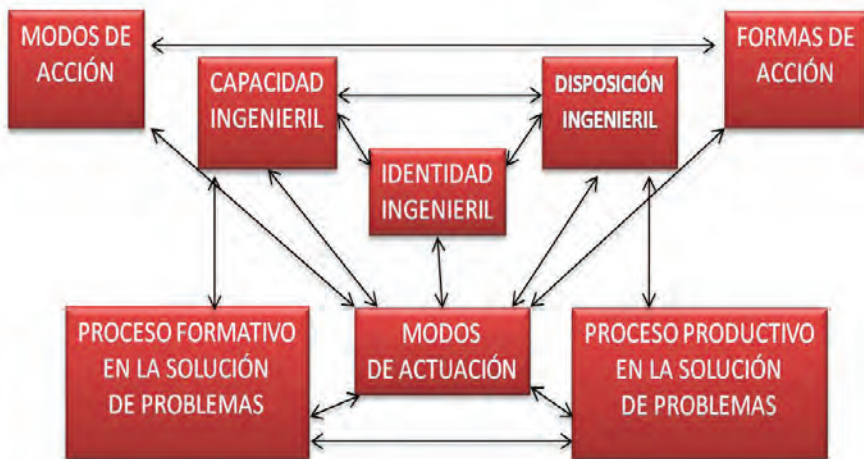 MODOS DE
ACCIÓN
FORMAS DE
ACCIÓN
CAPACIDAD
INGENIERIL
DISPOSICIÓN
INGENIERIL
IDENTIDAD
INGENIERIL
PROCESO FORMATIVO
EN LA SOLUCIÓN
DE PROBLEMAS
MODOS
DE ACTUACIÓN
PROCESO PRODUCTIVO
EN LA SOLUCIÓN
DE PROBLEMAS